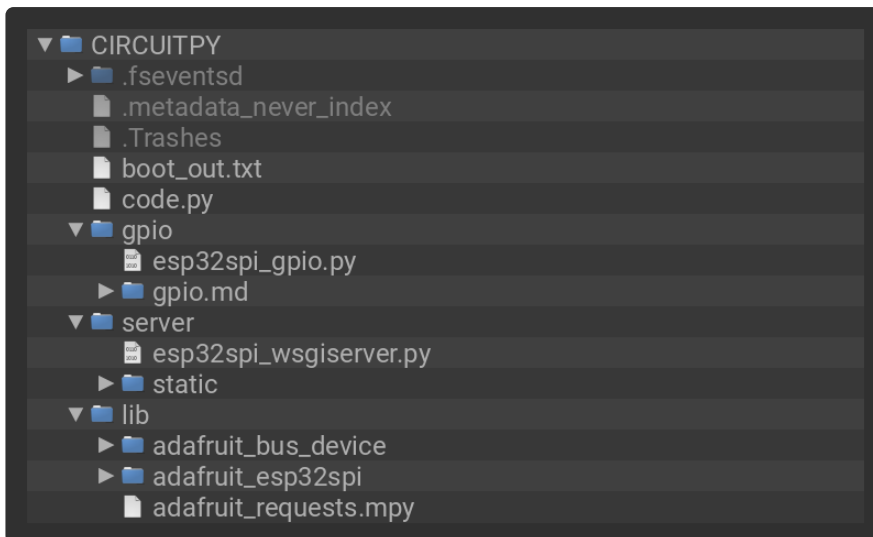 CIRCUITPY
.fseventsd
.metadata_never_index
.Trashes
boot_out.txt
code.py
gpio
esp32spi_gpio.py
gpio.md
server
esp32spi_wsgiserver.py
static
lib
adafruit_bus_device
adafruit_esp32spi
adafruit_requests.mpy